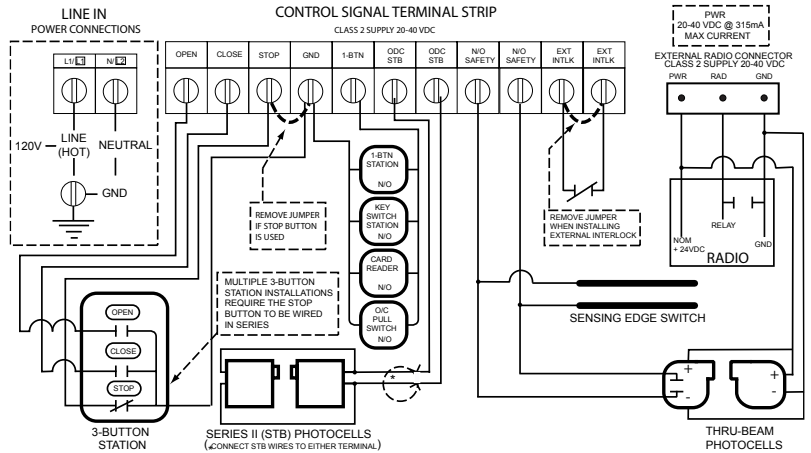 LINE IN
POWER CONNECTIONS
CONTROL SIGNAL TERMINAL STRIP
CLASS 2 SUPPLY 20-40 VDC
PWR
20-40 VDC @ 315mA
MAX CURRENT
EXTERNAL RADIO CONNECTOR
CLASS 2 SUPPLY 20-40 VDC
PWR RAD GND
L1/ L1 N/ L2
OPEN CLOSE STOP GND 1-BTN ODC STB ODC STB N/O SAFETY N/O SAFETY EXT INTLK EXT INTLK
120V
LINE
(HOT)
NEUTRAL
GND
REMOVE JUMPER
IF STOP BUTTON
IS USED
1-BTN
STATION
N/O
KEY
SWITCH
STATION
N/O
CARD
READER
N/O
O/C
PULL
SWITCH
N/O
REMOVE JUMPER
WHEN INSTALLING
EXTERNAL INTERLOCK
RELAY
NOM
+ 24VDC
GND
RADIO
MULTIPLE 3-BUTTON
STATION INSTALLATIONS
REQUIRE THE STOP
BUTTON TO BE WIRED
IN SERIES
OPEN
CLOSE
STOP
3-BUTTON
STATION
*
SERIES II (STB) PHOTOCELLS
(*CONNECT STB WIRES TO EITHER TERMINAL)
SENSING EDGE SWITCH
+
-
+
-
THRU-BEAM
PHOTOCELLS